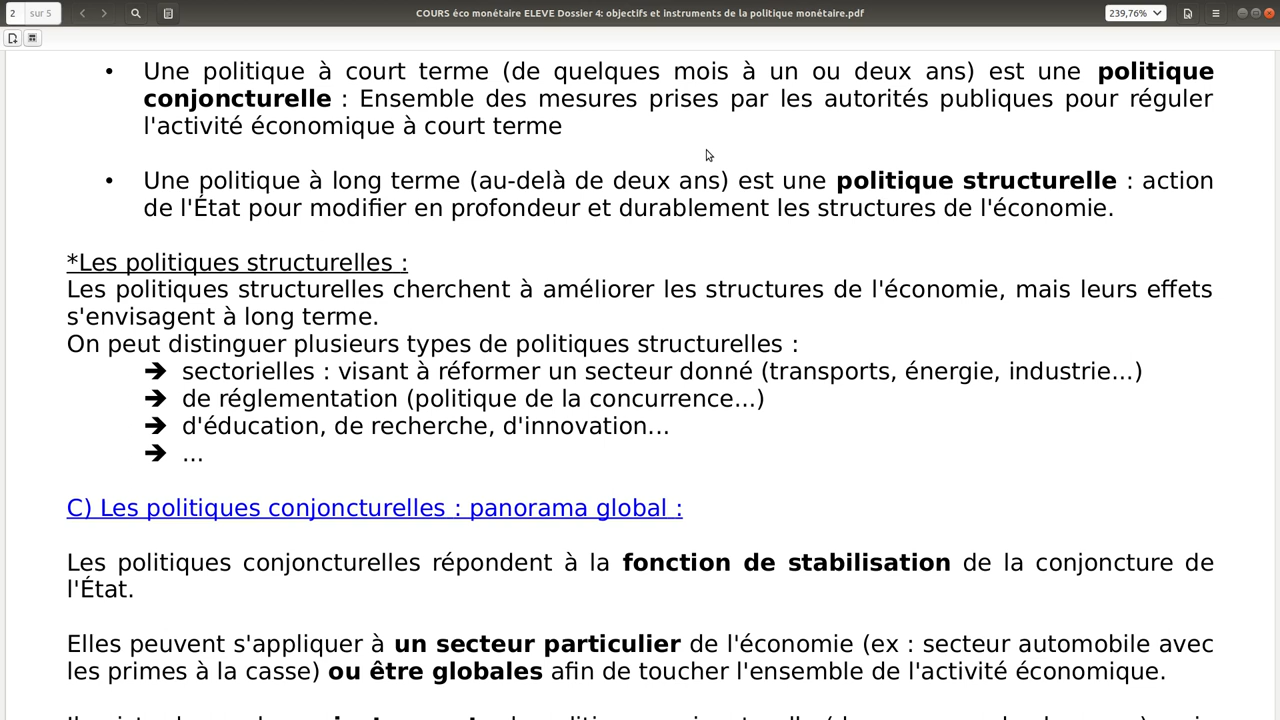 2 sur 5
COURS éco monétaire ELEVE Dossier 4: objectifs et instruments de la politique monétaire.pdf
239,76%
• Une politique à court terme (de quelques mois à un ou deux ans) est une politique
conjoncturelle : Ensemble des mesures prises par les autorités publiques pour réguler
l'activité économique à court terme
• Une politique à long terme (au-delà de deux ans) est une politique structurelle : action
de l'État pour modifier en profondeur et durablement les structures de l'économie.
*Les politiques structurelles :
Les politiques structurelles cherchent à améliorer les structures de l'économie, mais leurs effets
s'envisagent à long terme.
On peut distinguer plusieurs types de politiques structurelles :
➔ sectorielles : visant à réformer un secteur donné (transports, énergie, industrie...)
➔ de réglementation (politique de la concurrence...)
➔ d'éducation, de recherche, d'innovation...
➔ ...
C) Les politiques conjoncturelles : panorama global :
Les politiques conjoncturelles répondent à la fonction de stabilisation de la conjoncture de
l'État.
Elles peuvent s'appliquer à un secteur particulier de l'économie (ex : secteur automobile avec
les primes à la casse) ou être globales afin de toucher l'ensemble de l'activité économique.